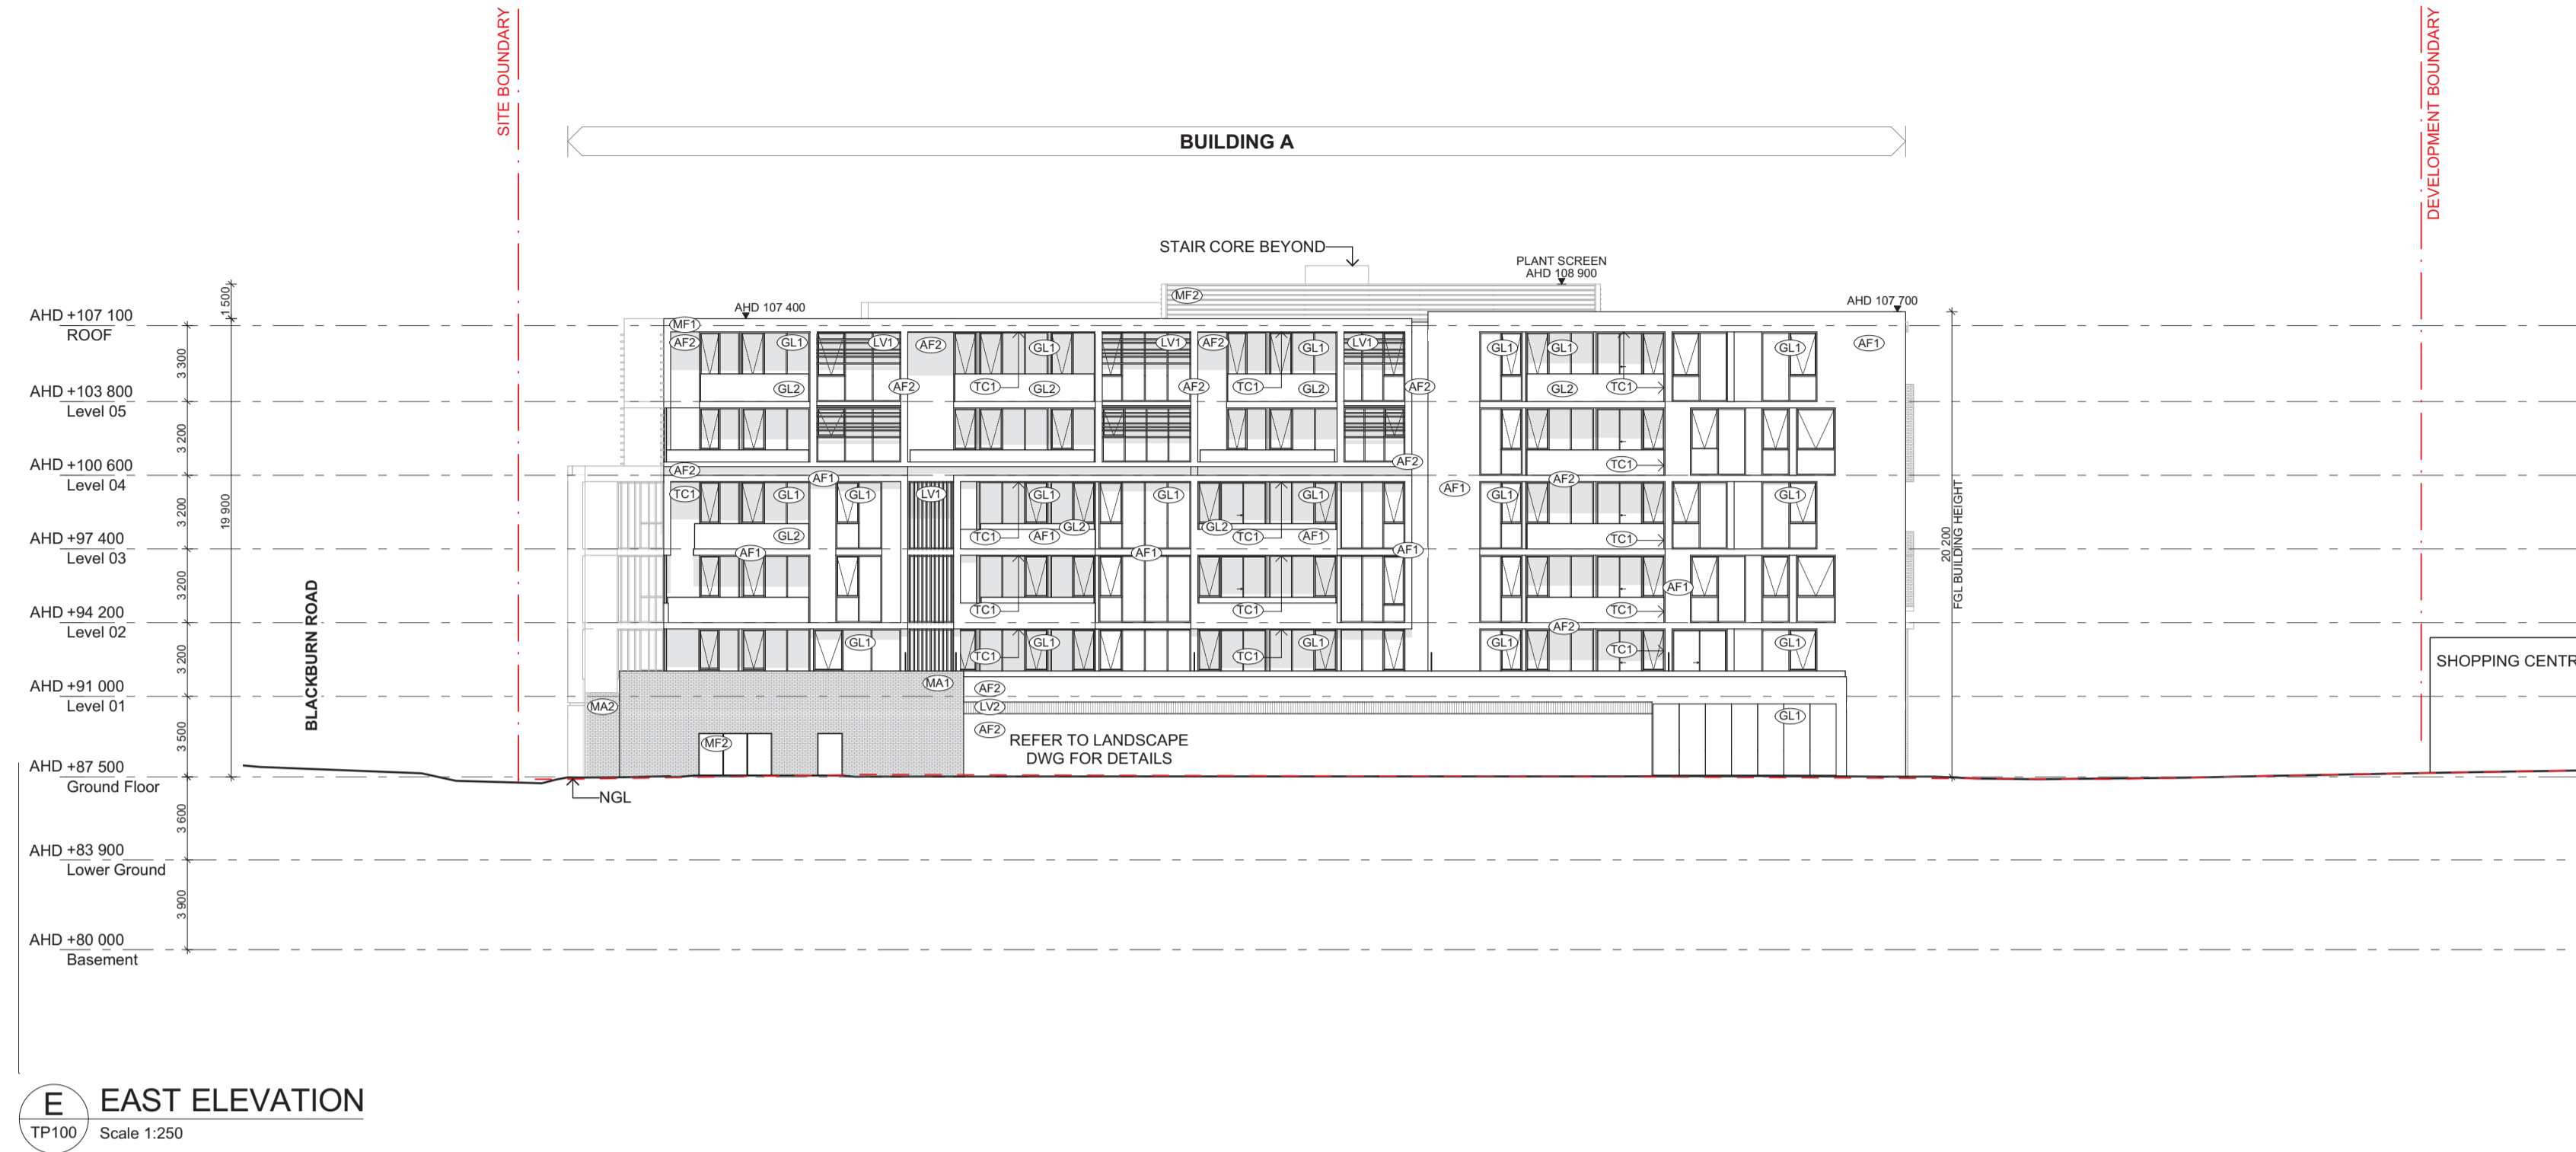 SITE BOUNDARY
DEVELOPMENT BOUNDARY
BUILDING A
STAIR CORE BEYOND
PLANT SCREEN
AHD 108 900
AHD 107 400
AHD 107 700
AHD +107 100
ROOF
AHD +103 800
Level 05
AHD +100 600
Level 04
AHD +97 400
Level 03
AHD +94 200
Level 02
AHD +91 000
Level 01
AHD +87 500
Ground Floor
AHD +83 900
Lower Ground
AHD +80 000
Basement
3 300
3 200
3 200
3 200
3 200
3 500
3 600
3 900
1 500
19 900
BLACKBURN ROAD
MF2
MF1
AF2 GL1 LV1 AF2 GL1 LV1 AF2 GL1 LV1 GL1 GL1 GL1 AF1
GL2 AF2 TC1 GL2 AF2 TC1 GL2 AF2 GL2 TC1
AF2 AF1 AF2 TC1 AF2
TC1 GL1 GL1 LV1 GL1 GL1 GL1 AF1 GL1 GL1
GL2 TC1 AF1 GL2 GL2 TC1 AF1 TC1
AF1 AF1 AF1
TC1 TC1 TC1 AF1
AF2
GL1 TC1 GL1 TC1 GL1 GL1 TC1 GL1
MA1 AF2
MA2 LV2 GL1
MF2 AF2
REFER TO LANDSCAPE
DWG FOR DETAILS
NGL
20 200
FGL BUILDING HEIGHT
SHOPPING CENTR
E
TP100
EAST ELEVATION
Scale 1:250